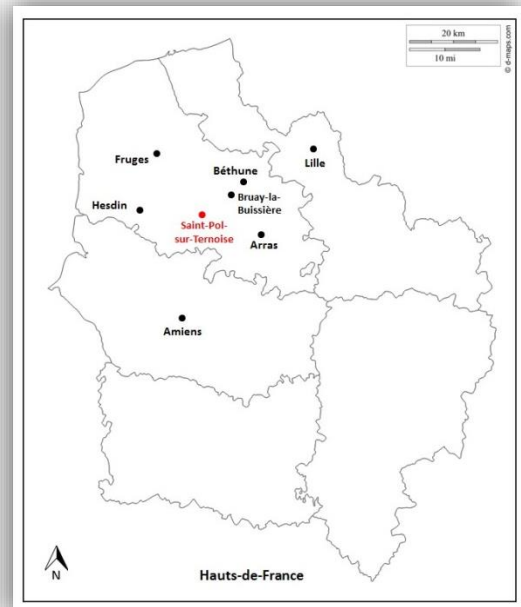 20 km
10 mi
© d-maps.com
Fruges
Béthune
Lille
Bruay-la-
Buissière
Hesdin
Saint-Pol-
sur-Ternoise
Arras
Amiens
N
Hauts-de-France